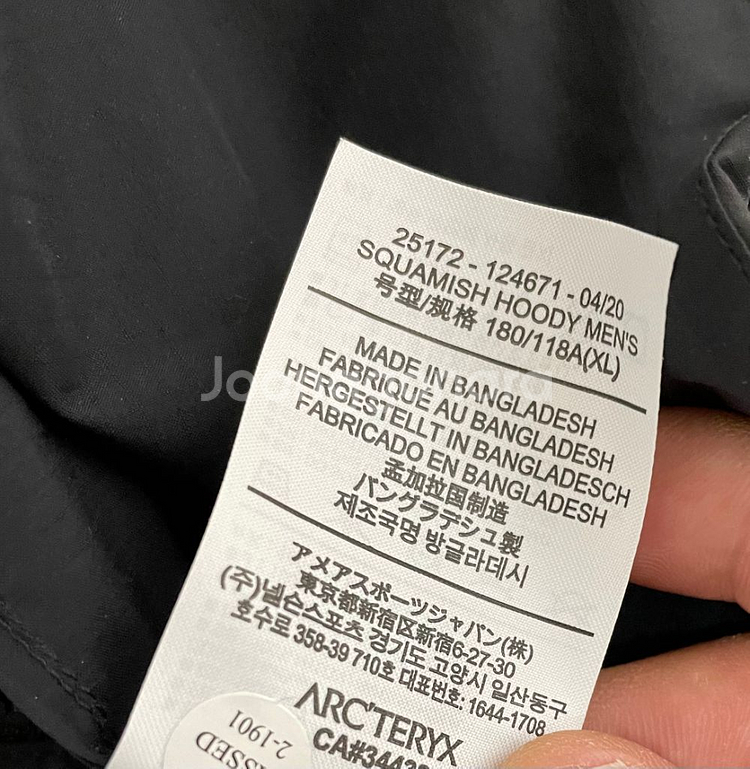 25172 - 124671 - 04/20
SQUAMISH HOODY MEN'S
号型/规格 180/118A(XL)
MADE IN BANGLADESH
FABRIQUÉ AU BANGLADESH
HERGESTELLT IN BANGLADESCH
FABRICADO EN BANGLADESH
孟加拉国制造
バングラデシュ製
제조국명 방글라데시
アメアスポーツジャパン(株)
東京都新宿区新宿6-27-30
(주)넬슨스포츠 경기도 고양시 일산동구
호수로 358-39 710호 대표번호: 1644-1708
ARC'TERYX
2-1901